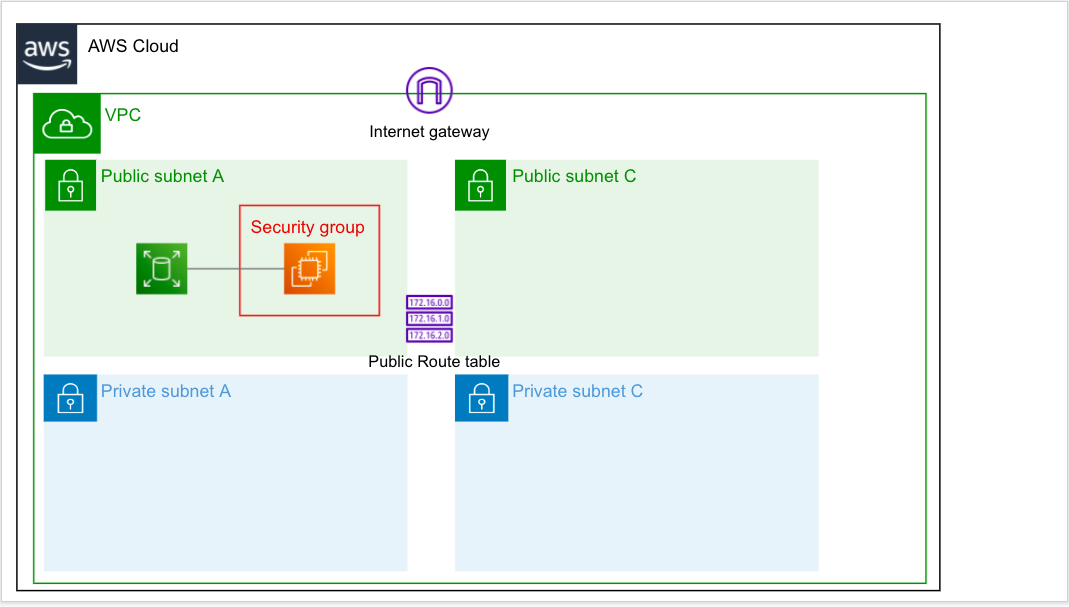 aws
AWS Cloud
Internet gateway
VPC
Public subnet A
Public subnet C
Security group
172.16.0.0
172.16.1.0
172.16.2.0
Public Route table
Private subnet A
Private subnet C